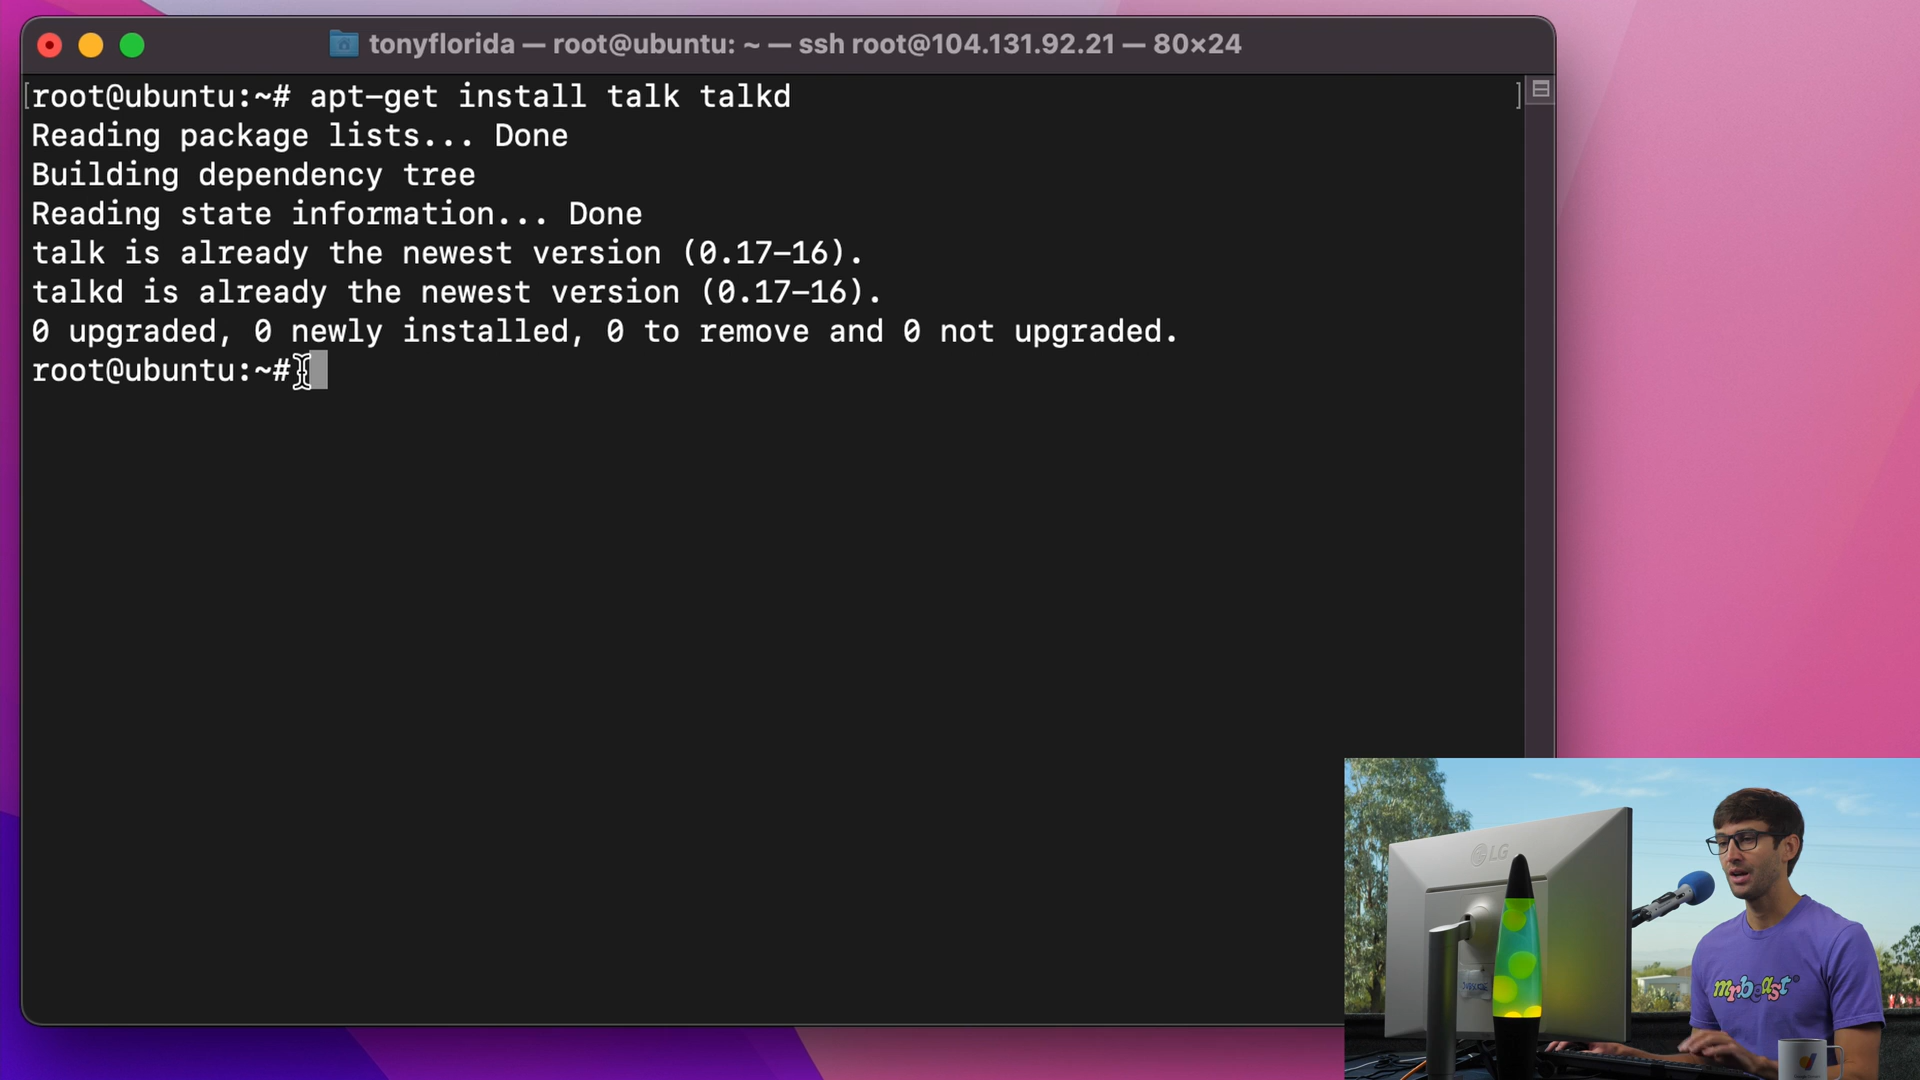 tonyflorida — root@ubuntu: ~ — ssh root@104.131.92.21 — 80×24
[root@ubuntu:~# apt-get install talk talkd ]
Reading package lists... Done
Building dependency tree
Reading state information... Done
talk is already the newest version (0.17-16).
talkd is already the newest version (0.17-16).
0 upgraded, 0 newly installed, 0 to remove and 0 not upgraded.
root@ubuntu:~#
LG
mrbeast